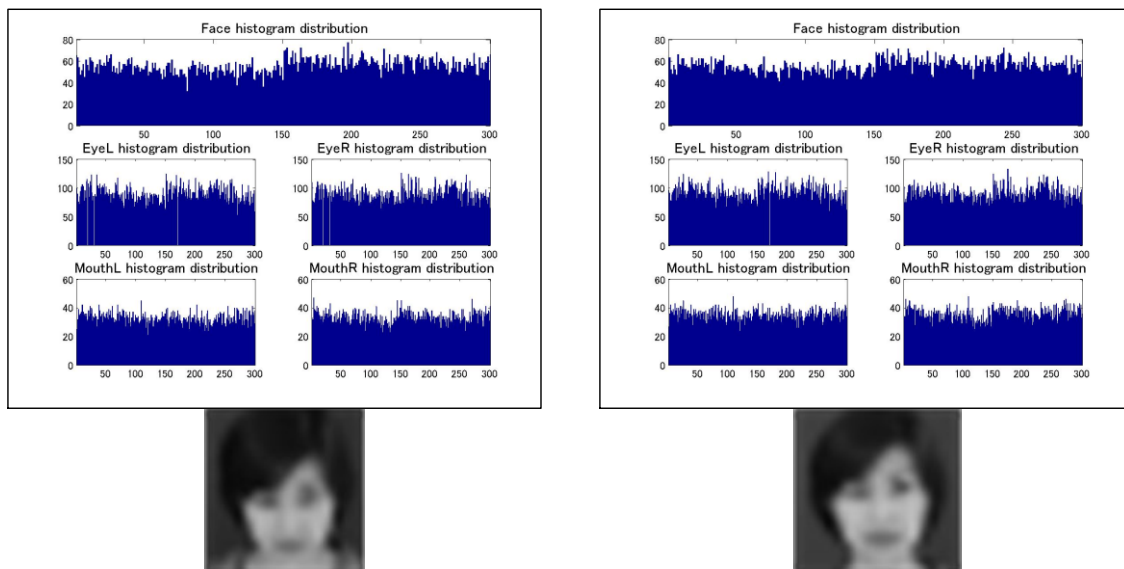 Face histogram distribution
80
60
40
20
0
50 100 150 200 250 300
EyeL histogram distribution
150
100
50
0
50 100 150 200 250 300
EyeR histogram distribution
150
100
50
0
50 100 150 200 250 300
MouthL histogram distribution
60
40
20
0
50 100 150 200 250 300
MouthR histogram distribution
60
40
20
0
50 100 150 200 250 300
Face histogram distribution
80
60
40
20
0
50 100 150 200 250 300
EyeL histogram distribution
150
100
50
0
50 100 150 200 250 300
EyeR histogram distribution
150
100
50
0
50 100 150 200 250 300
MouthL histogram distribution
60
40
20
0
50 100 150 200 250 300
MouthR histogram distribution
60
40
20
0
50 100 150 200 250 300